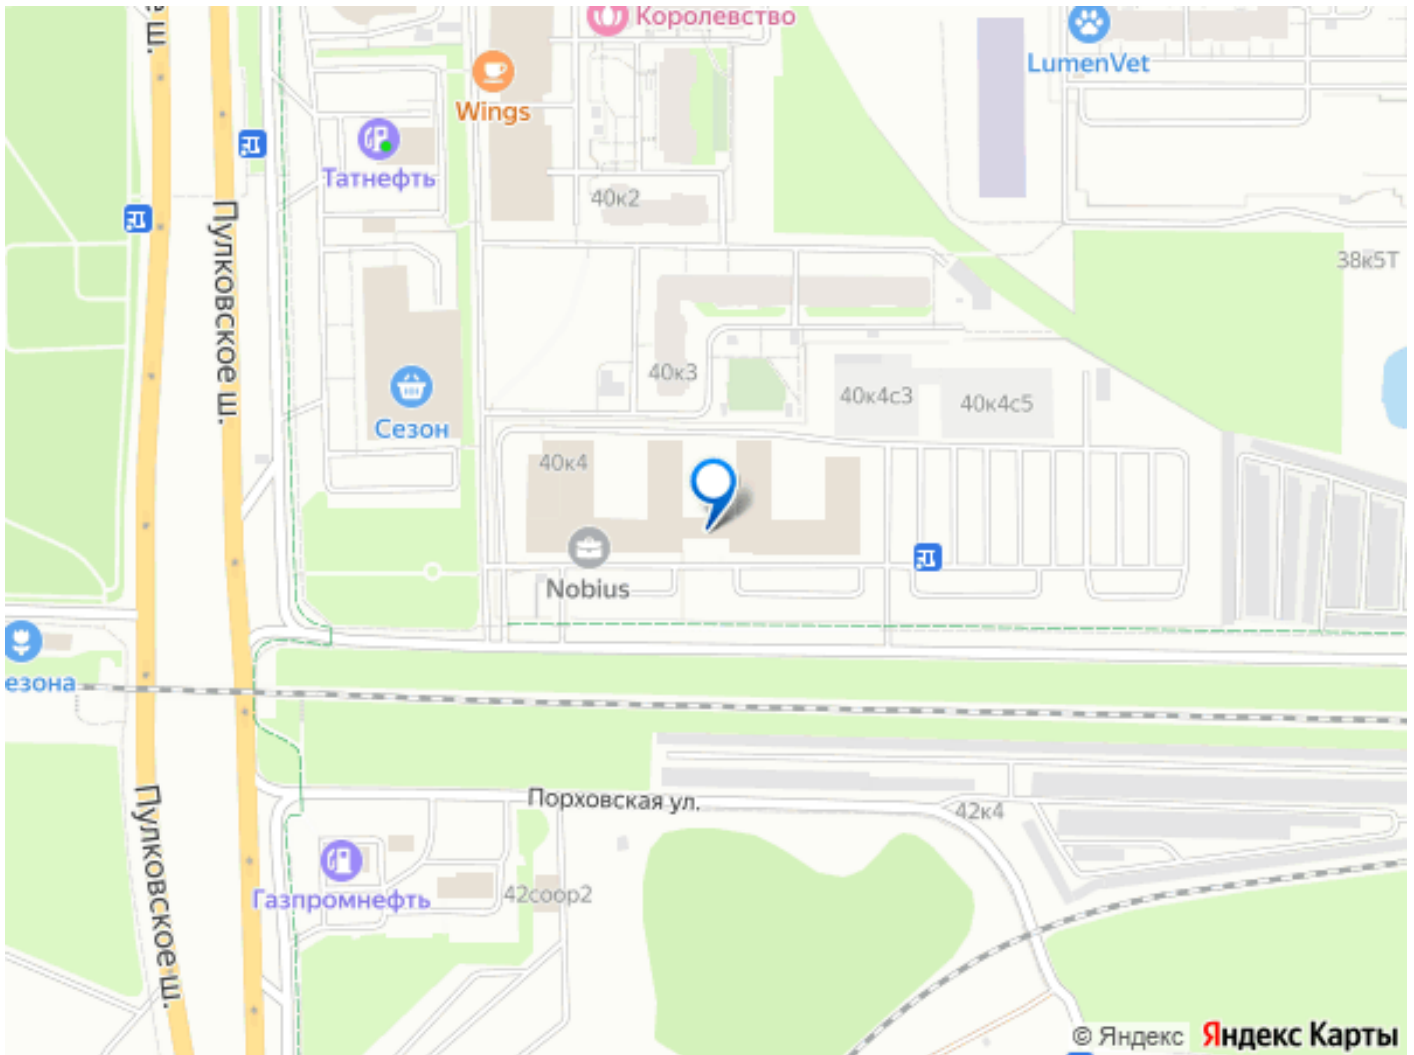 Королевство
LumenVet
Wings
Татнефть
Пулковское ш.
40к2
38к5Т
40к3
40к4с3
40к4с5
Сезон
40к4
Nobius
езона
Порховская ул.
42к4
Пулковское ш.
Газпромнефть
42соор2
© Яндекс Яндекс Карты